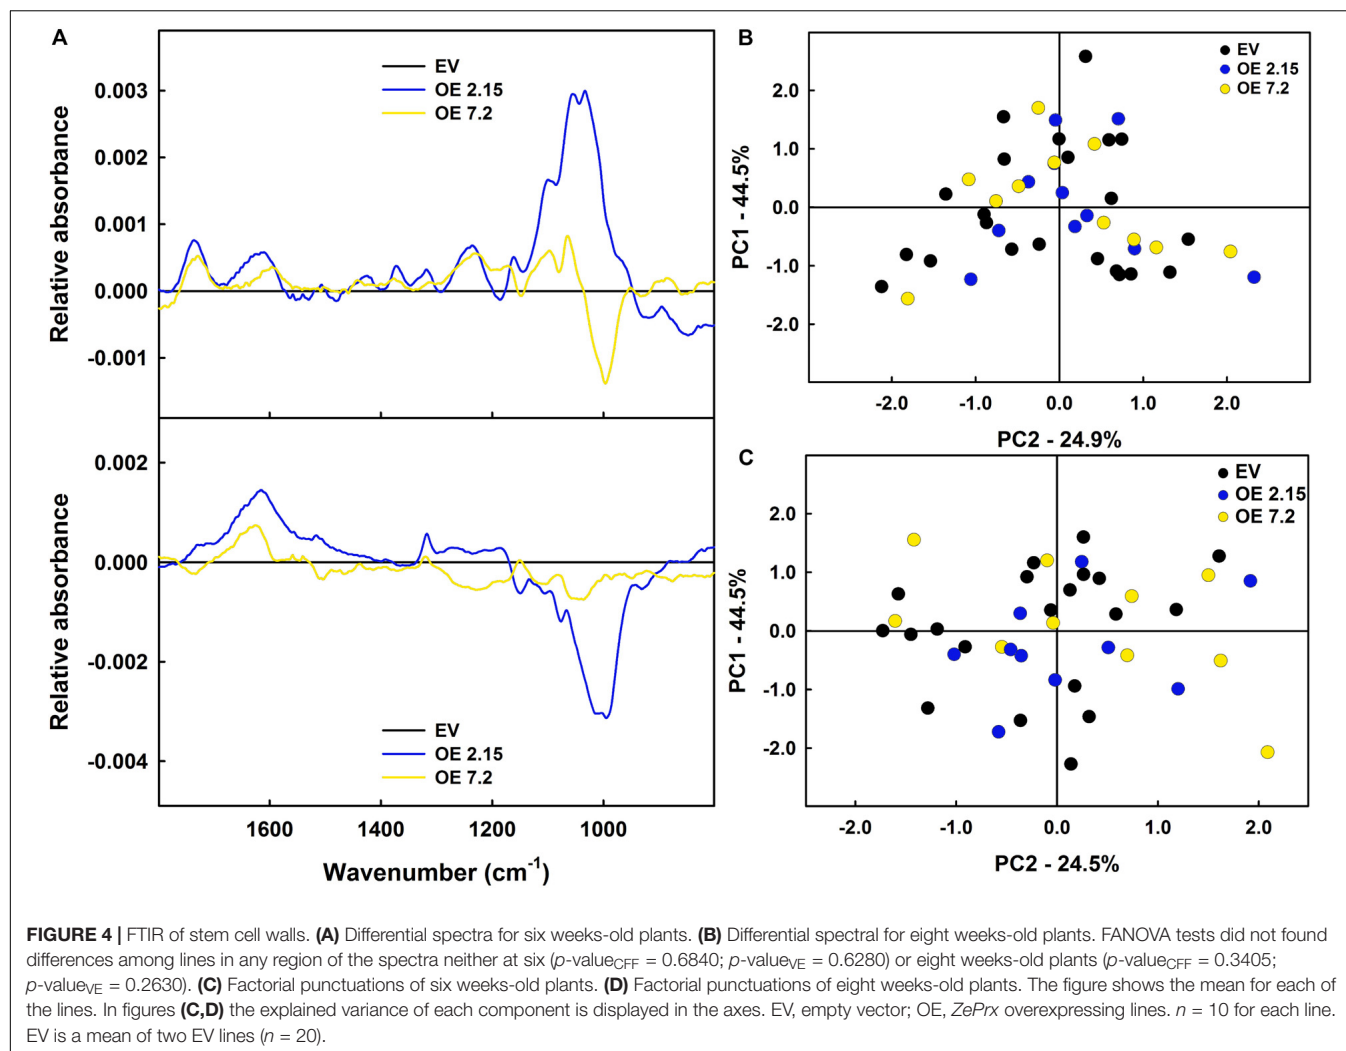 A
EV
OE 2.15
OE 7.2
0.003
0.002
0.001
0.000
-0.001
Relative absorbance
0.002
0.000
-0.002
-0.004
Relative absorbance
EV
OE 2.15
OE 7.2
1600
1400
1200
1000
Wavenumber (cm⁻¹)
B
EV
OE 2.15
OE 7.2
2.0
1.0
0.0
-1.0
-2.0
PC1 - 44.5%
-2.0
-1.0
0.0
1.0
2.0
PC2 - 24.9%
C
EV
OE 2.15
OE 7.2
2.0
1.0
0.0
-1.0
-2.0
PC1 - 44.5%
-2.0
-1.0
0.0
1.0
2.0
PC2 - 24.5%
FIGURE 4 | FTIR of stem cell walls. (A) Differential spectra for six weeks-old plants. (B) Differential spectral for eight weeks-old plants. FANOVA tests did not found
differences among lines in any region of the spectra neither at six (p-valueCFF = 0.6840; p-valueVE = 0.6280) or eight weeks-old plants (p-valueCFF = 0.3405;
p-valueVE = 0.2630). (C) Factorial punctuations of six weeks-old plants. (D) Factorial punctuations of eight weeks-old plants. The figure shows the mean for each of
the lines. In figures (C,D) the explained variance of each component is displayed in the axes. EV, empty vector; OE, ZePrx overexpressing lines. n = 10 for each line.
EV is a mean of two EV lines (n = 20).